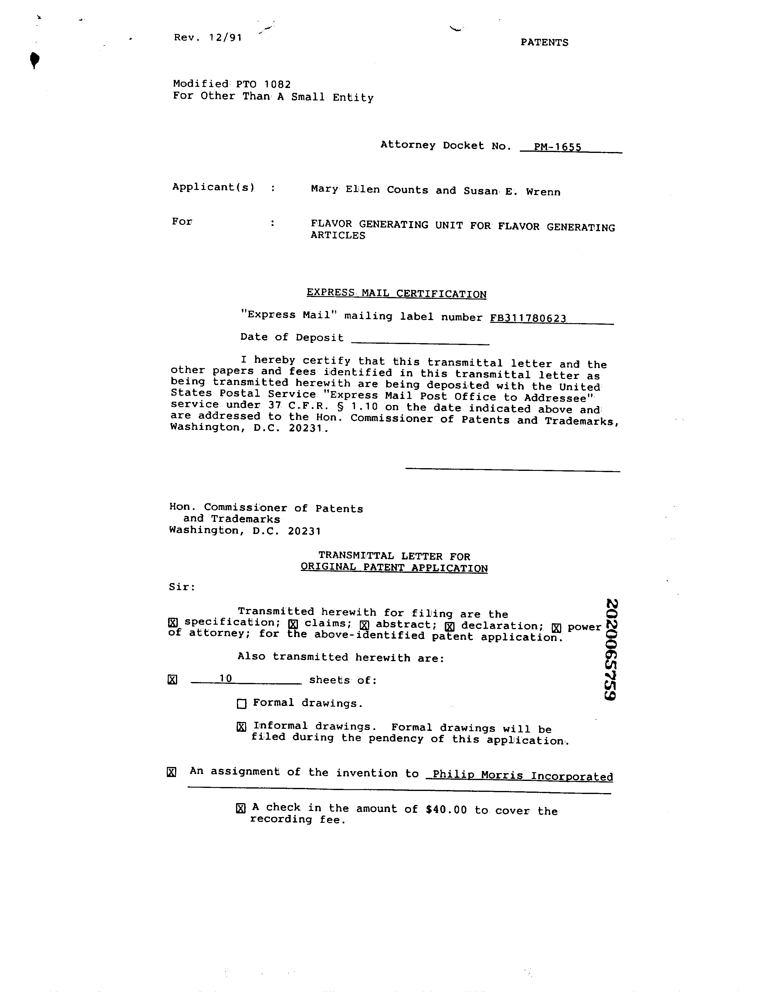 Rev. 12/91
PATENTS
Modified PTO 1082
For Other Than A Small Entity
Attorney Docket No. PM-1655
Applicant(s) : Mary Ellen Counts and Susan E. Wrenn
For : FLAVOR GENERATING UNIT FOR FLAVOR GENERATING
ARTICLES
EXPRESS MAIL CERTIFICATION
"Express Mail" mailing label number FB311780623
Date of Deposit
I hereby certify that this transmittal letter and the
other papers and fees identified in this transmittal letter as
being transmitted herewith are being deposited with the United
States Postal Service "Express Mail Post Office to Addressee"
service under 37 C.F.R. § 1.10 on the date indicated above and
are addressed to the Hon. Commissioner of Patents and Trademarks,
Washington, D.C. 20231.
Hon. Commissioner of Patents
and Trademarks
Washington, D.C. 20231
TRANSMITTAL LETTER FOR
ORIGINAL PATENT APPLICATION
Sir:
Transmitted herewith for filing are the
☒ specification; ☒ claims; ☒ abstract; ☒ declaration; ☒ power
of attorney; for the above-identified patent application.
Also transmitted herewith are:
☒ 10 sheets of:
☐ Formal drawings.
☒ Informal drawings. Formal drawings will be
filed during the pendency of this application.
☒ An assignment of the invention to Philip Morris Incorporated
☒ A check in the amount of $40.00 to cover the
recording fee.
2020065759